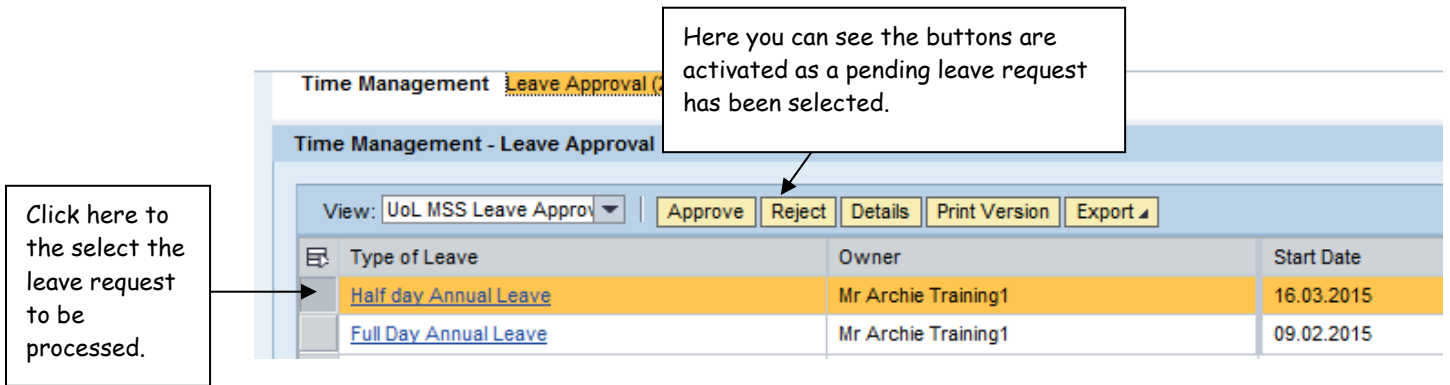 Here you can see the buttons are
activated as a pending leave request
has been selected.
Time Management Leave Approval (
Time Management - Leave Approval
Click here to
the select the
leave request
to be
processed.
View: UoL MSS Leave Approv Approve Reject Details Print Version Export
Type of Leave Owner Start Date
Half day Annual Leave Mr Archie Training1 16.03.2015
Full Day Annual Leave Mr Archie Training1 09.02.2015